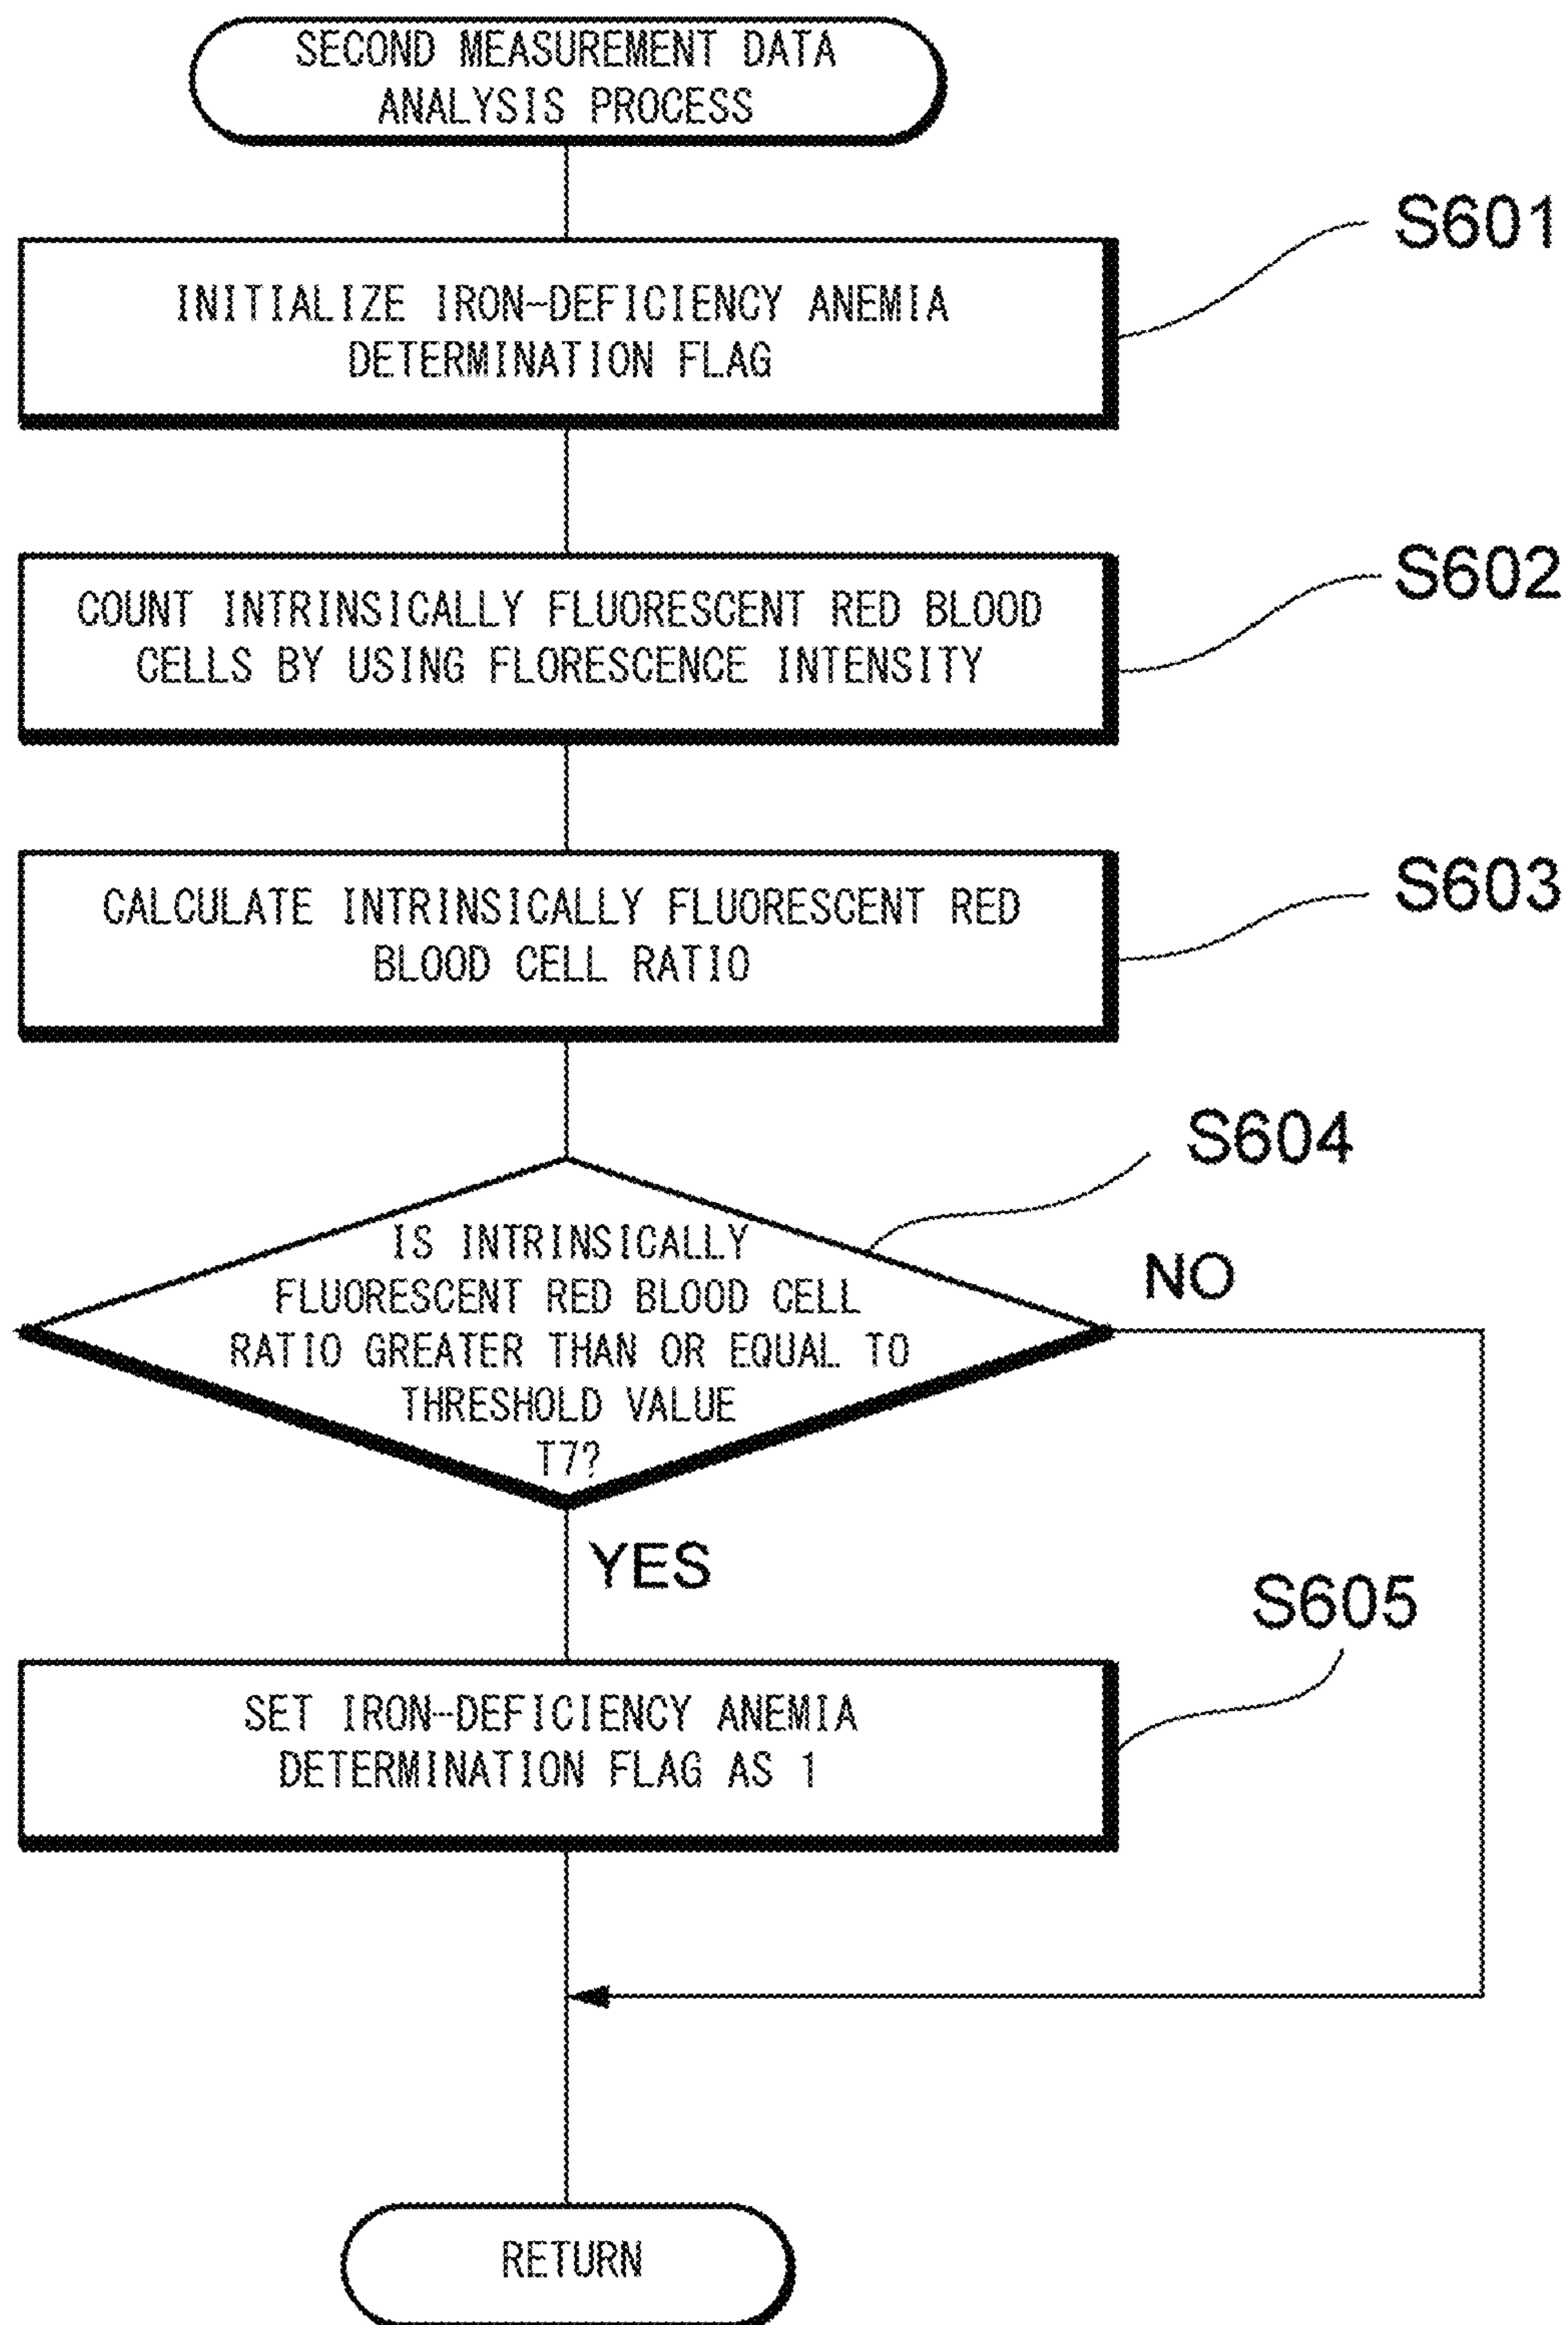 SECOND MEASUREMENT DATA
ANALYSIS PROCESS
S601
INITIALIZE IRON-DEFICIENCY ANEMIA
DETERMINATION FLAG
S602
COUNT INTRINSICALLY FLUORESCENT RED BLOOD
CELLS BY USING FLORESCENCE INTENSITY
S603
CALCULATE INTRINSICALLY FLUORESCENT RED
BLOOD CELL RATIO
S604
IS INTRINSICALLY
FLUORESCENT RED BLOOD CELL
RATIO GREATER THAN OR EQUAL TO
THRESHOLD VALUE
T7?
NO
YES
S605
SET IRON-DEFICIENCY ANEMIA
DETERMINATION FLAG AS 1
RETURN